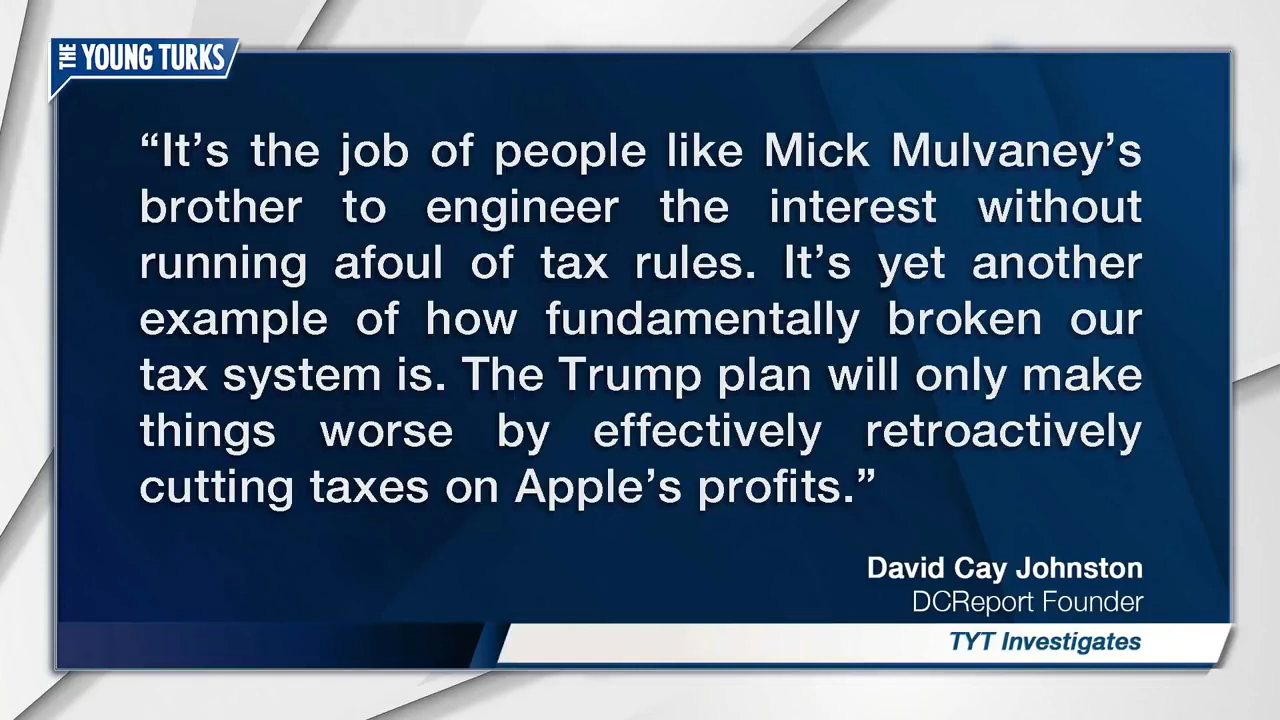 THE YOUNG TURKS
“It’s the job of people like Mick Mulvaney’s
brother to engineer the interest without
running afoul of tax rules. It’s yet another
example of how fundamentally broken our
tax system is. The Trump plan will only make
things worse by effectively retroactively
cutting taxes on Apple’s profits.”
David Cay Johnston
DCReport Founder
TYT Investigates